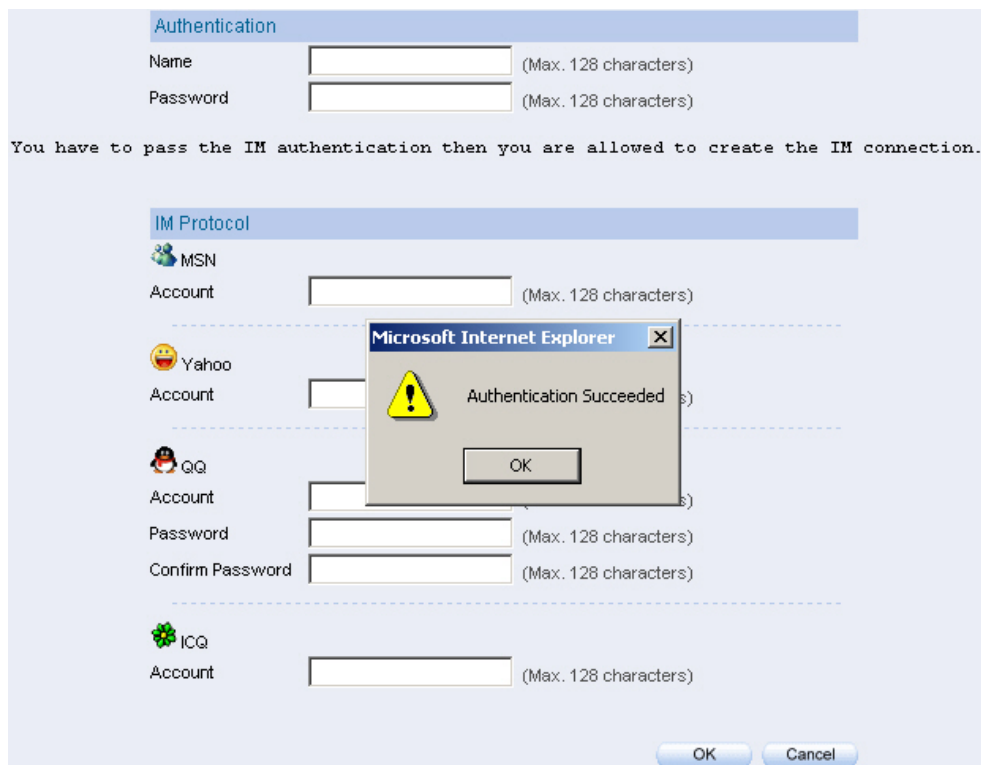 Authentication
Name (Max. 128 characters)
Password (Max. 128 characters)
You have to pass the IM authentication then you are allowed to create the IM connection.
IM Protocol
MSN
Account (Max. 128 characters)
Microsoft Internet Explorer
Yahoo
Account s)
Authentication Succeeded
OK
QQ
Account s)
Password (Max. 128 characters)
Confirm Password (Max. 128 characters)
ICQ
Account (Max. 128 characters)
OK Cancel